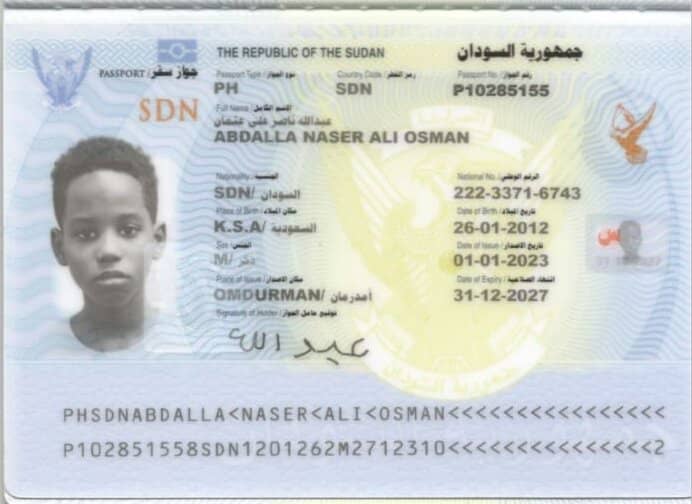 THE REPUBLIC OF THE SUDAN جمهورية السودان
PASSPORT / جواز سفر
Passport Type / نوع الجواز Country Code / رمز القطر Passport No. / رقم الجواز
PH SDN P10285155
SDN
Full Name / الاسم الكامل
عبدالله ناصر علي عثمان
ABDALLA NASER ALI OSMAN
Nationality / الجنسية National No. / الرقم الوطني
SDN/ السودان 222-3371-6743
Place of Birth / مكان الميلاد Date of Birth / تاريخ الميلاد
K.S.A/ السعودية 26-01-2012
Sex / الجنس Date of Issue / تاريخ الاصدار
M/ ذكر 01-01-2023
Place of Issue / مكان الاصدار Date of Expiry / انتهاء الصلاحية
OMDURMAN/ أمدرمان 31-12-2027
Signature of Holder / توقيع حامل الجواز
عبدالله
جمهورية السودان
PHSDNABDALLA<NASER<ALI<OSMAN<<<<<<<<<<<<<<<<
P102851558SDN1201262M2712310<<<<<<<<<<<<<<<2